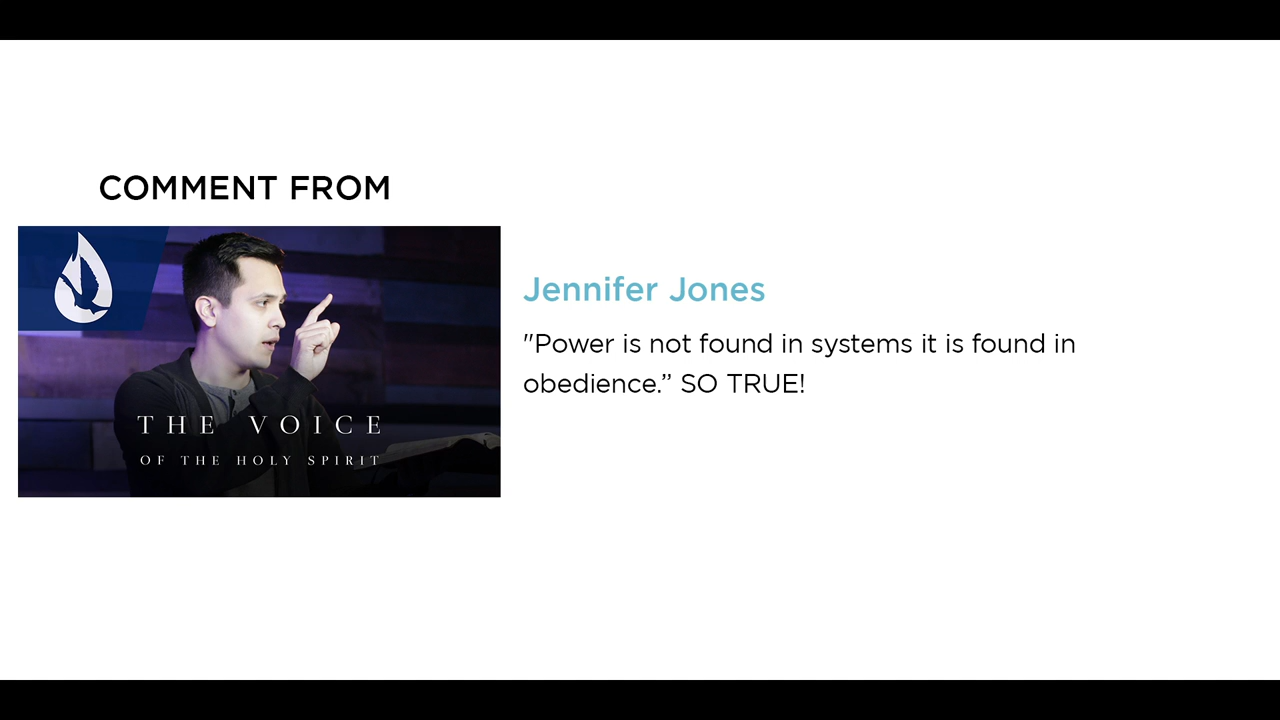 COMMENT FROM
THE VOICE
OF THE HOLY SPIRIT
Jennifer Jones
"Power is not found in systems it is found in
obedience.” SO TRUE!